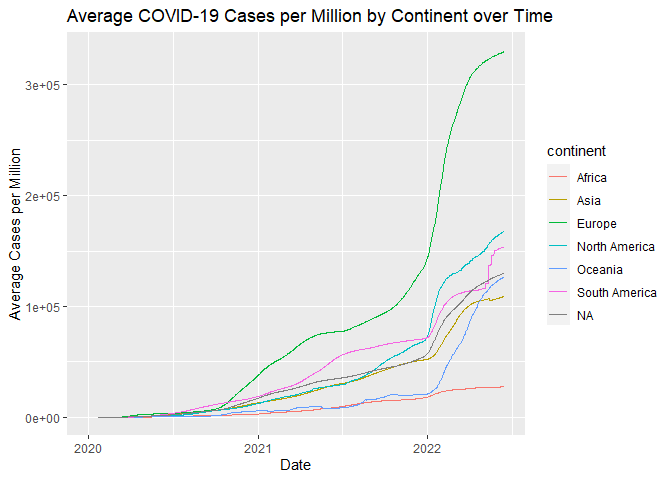 Average COVID-19 Cases per Million by Continent over Time
Average Cases per Million
3e+05
2e+05
1e+05
0e+00
2020
2021
2022
Date
continent
Africa
Asia
Europe
North America
Oceania
South America
NA